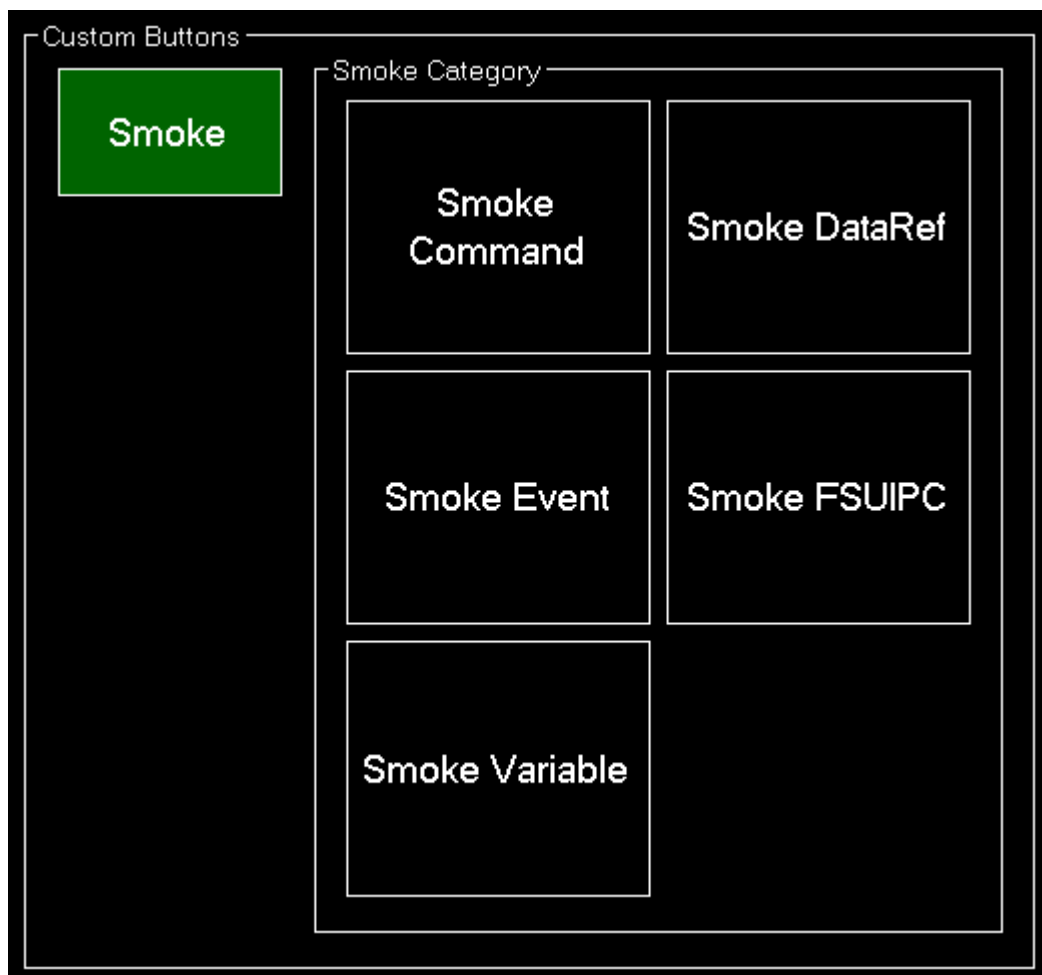 Custom Buttons
Smoke
Smoke Category
Smoke
Command
Smoke DataRef
Smoke Event
Smoke FSUIPC
Smoke Variable